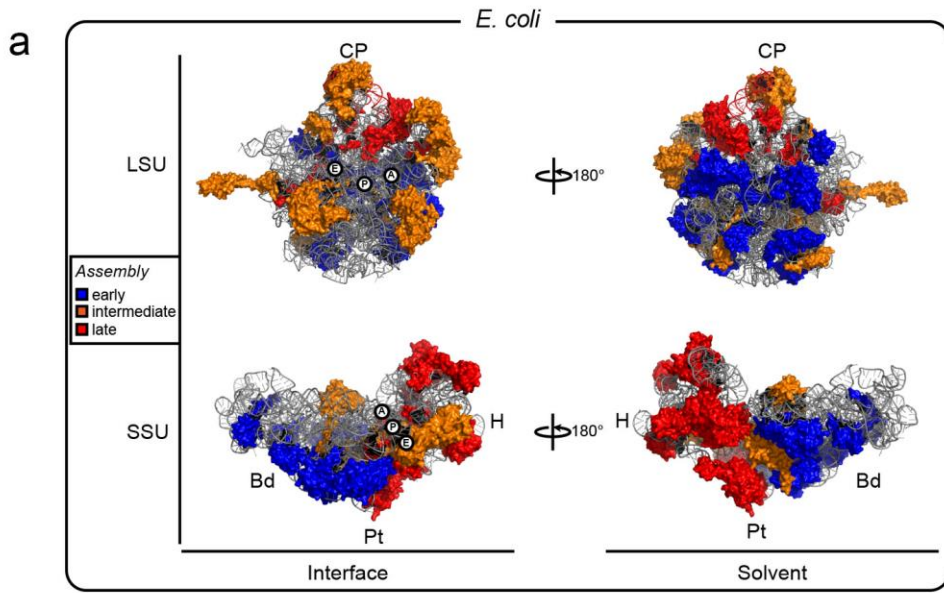 a
E. coli
CP
CP
LSU
E
P
A
180°
Assembly
early
intermediate
late
SSU
A
P
E
H
Bd
Pt
180°
H
Bd
Pt
Interface
Solvent